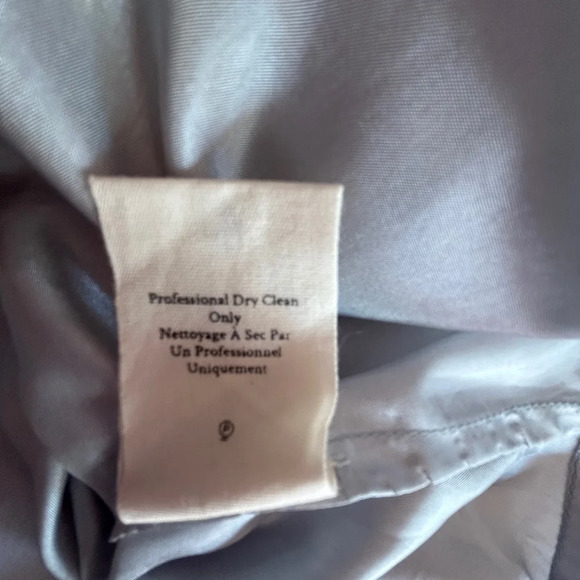 Professional Dry Clean
Only
Nettoyage À Sec Par
Un Professionnel
Uniquement
P